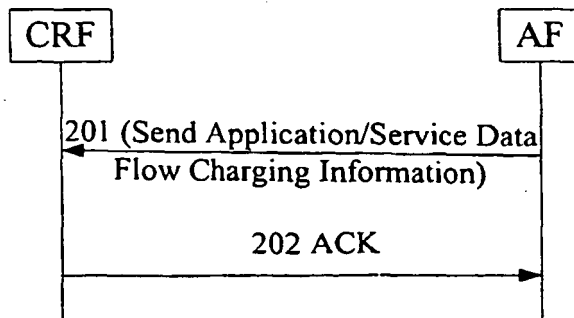 CRF
AF
201 (Send Application/Service Data
Flow Charging Information)
202 ACK